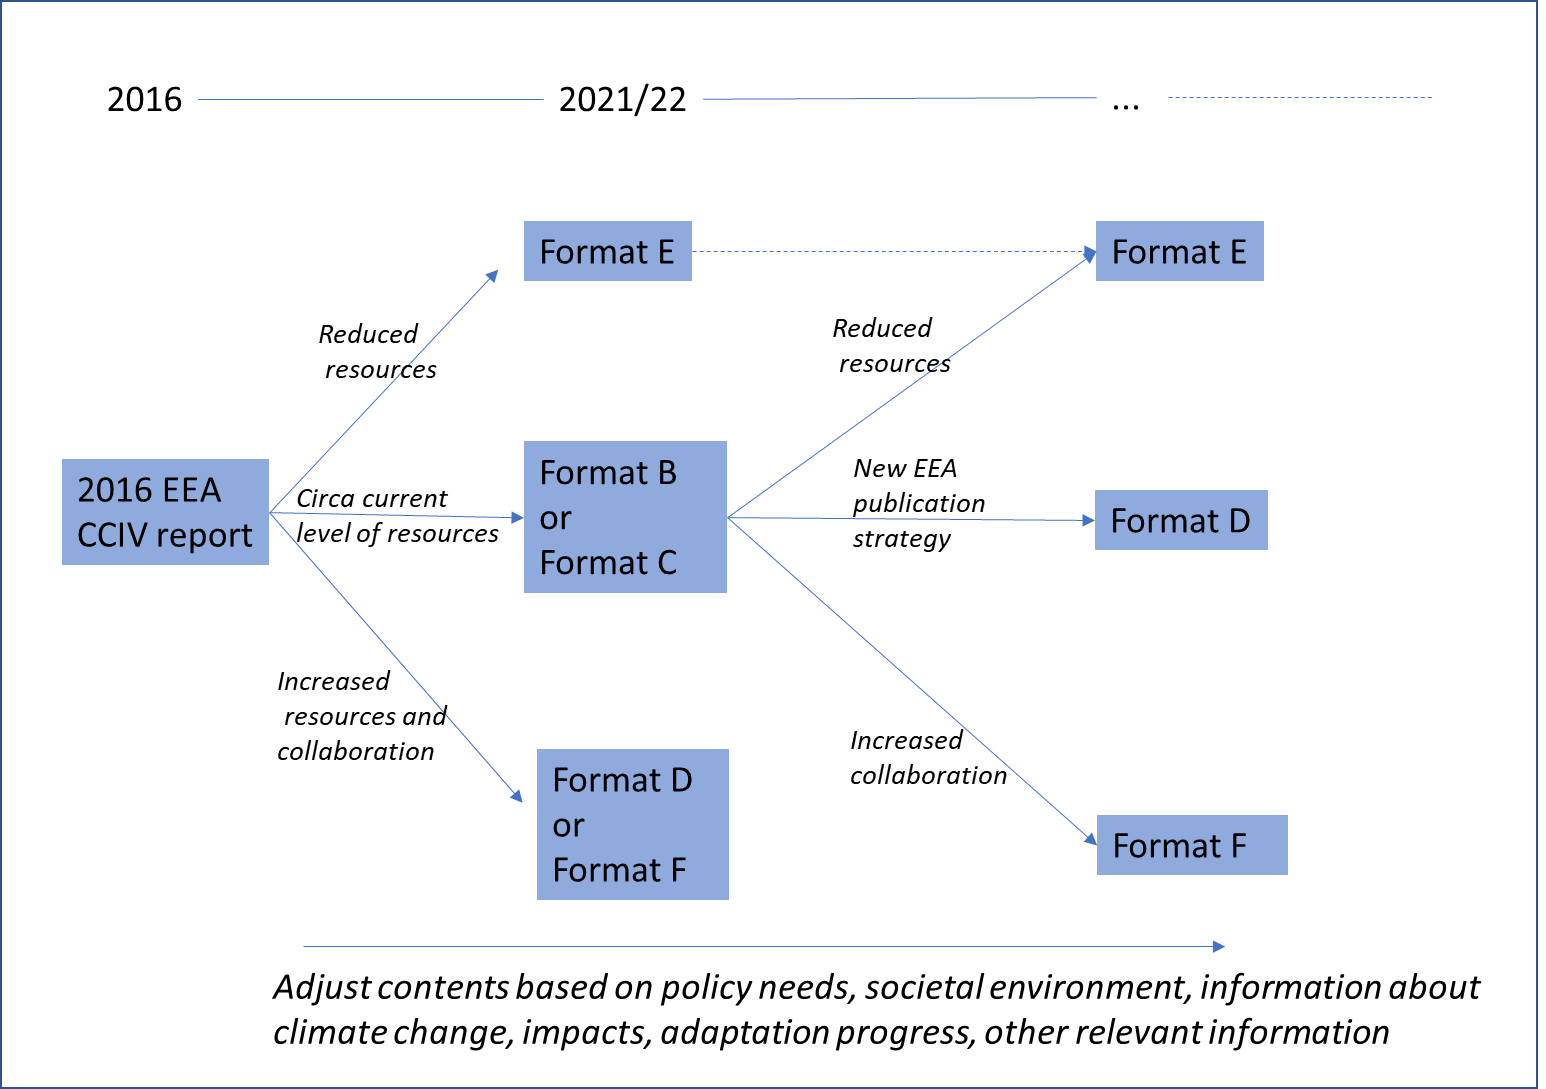 2016
2021/22
...
Format E
Format E
Reduced
resources
Reduced
resources
2016 EEA
CCIV report
Circa current
level of resources
Format B
or
Format C
New EEA
publication
strategy
Format D
Increased
resources and
collaboration
Format D
or
Format F
Increased
collaboration
Format F
Adjust contents based on policy needs, societal environment, information about
climate change, impacts, adaptation progress, other relevant information